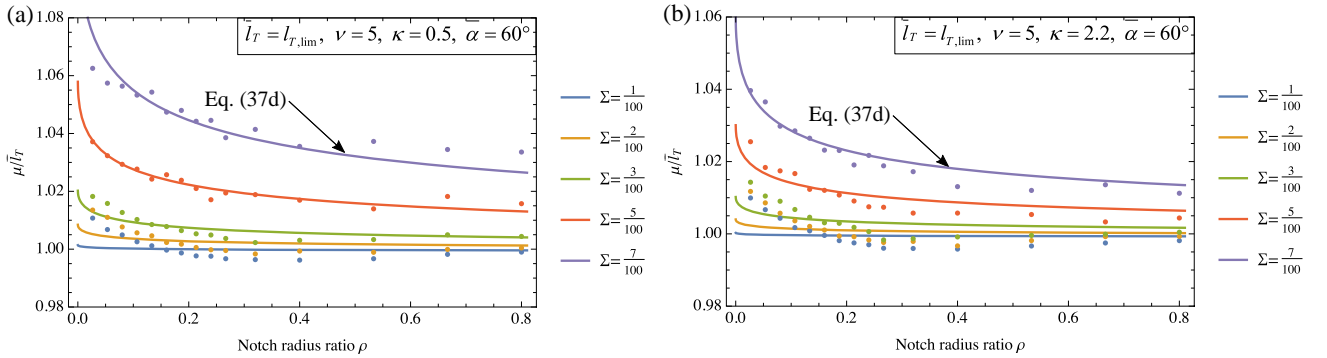 (a)
l̄_T = l_{T,lim}, ν = 5, κ = 0.5, ᾱ = 60°
1.08
1.06
1.04
1.02
1.00
0.98
μ/l̄_T
Eq. (37d)
0.0 0.2 0.4 0.6 0.8
Notch radius ratio ρ
Σ= 1/100
Σ= 2/100
Σ= 3/100
Σ= 5/100
Σ= 7/100
(b)
l̄_T = l_{T,lim}, ν = 5, κ = 2.2, ᾱ = 60°
1.06
1.04
1.02
1.00
0.98
μ/l̄_T
Eq. (37d)
0.0 0.2 0.4 0.6 0.8
Notch radius ratio ρ
Σ= 1/100
Σ= 2/100
Σ= 3/100
Σ= 5/100
Σ= 7/100